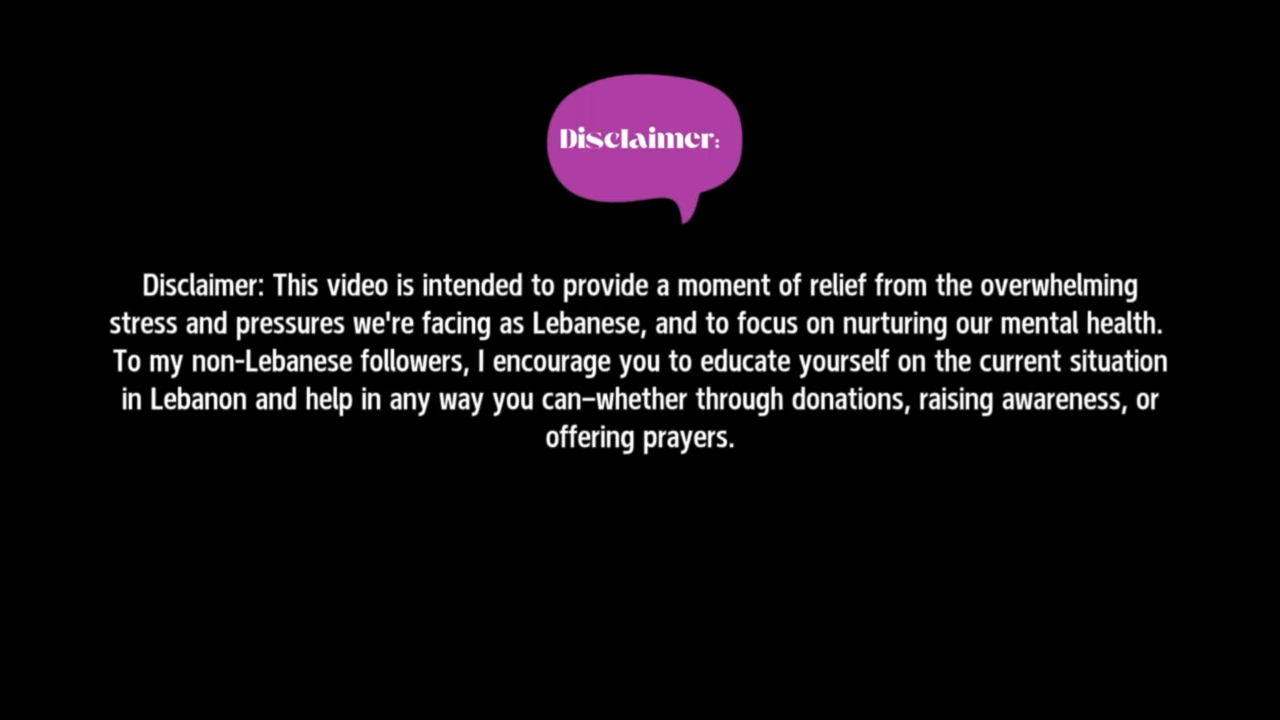 Disclaimer:
Disclaimer: This video is intended to provide a moment of relief from the overwhelming
stress and pressures we're facing as Lebanese, and to focus on nurturing our mental health.
To my non-Lebanese followers, I encourage you to educate yourself on the current situation
in Lebanon and help in any way you can—whether through donations, raising awareness, or
offering prayers.